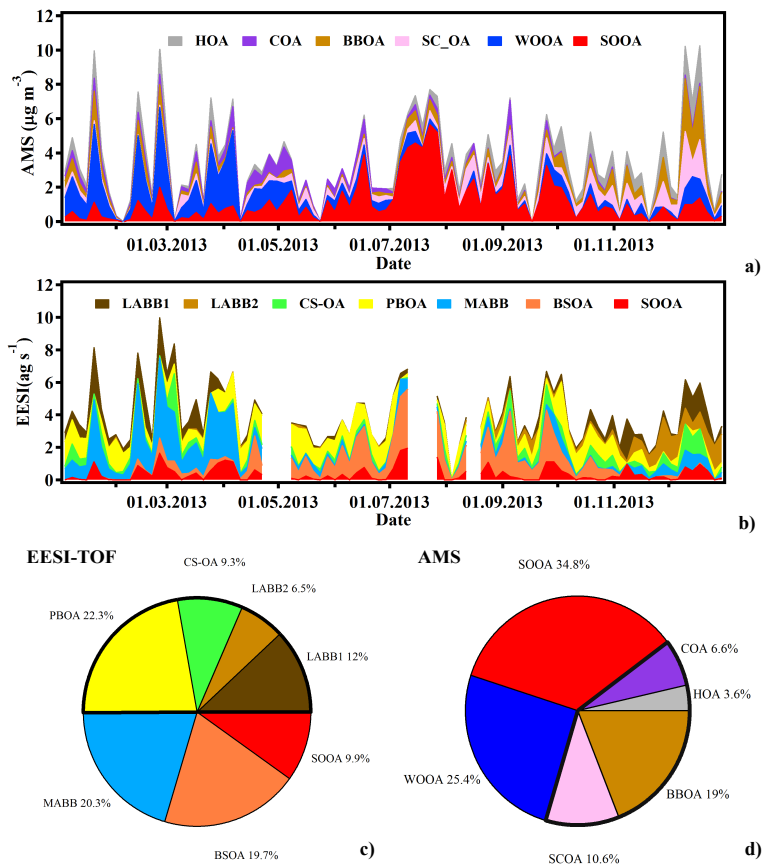 12
10
8
6
4
2
0
AMS (µg m⁻³)
HOA COA BBOA SC_OA WOOA SOOA
01.03.2013 01.05.2013 01.07.2013 01.09.2013 01.11.2013
Date
a)
12
10
8
6
4
2
0
EESI(ag s⁻¹)
LABB1 LABB2 CS-OA PBOA MABB BSOA SOOA
01.03.2013 01.05.2013 01.07.2013 01.09.2013 01.11.2013
Date
b)
EESI-TOF
CS-OA 9.3%
LABB2 6.5%
PBOA 22.3%
LABB1 12%
SOOA 9.9%
MABB 20.3%
BSOA 19.7%
c)
AMS
SOOA 34.8%
COA 6.6%
HOA 3.6%
WOOA 25.4%
BBOA 19%
SCOA 10.6%
d)